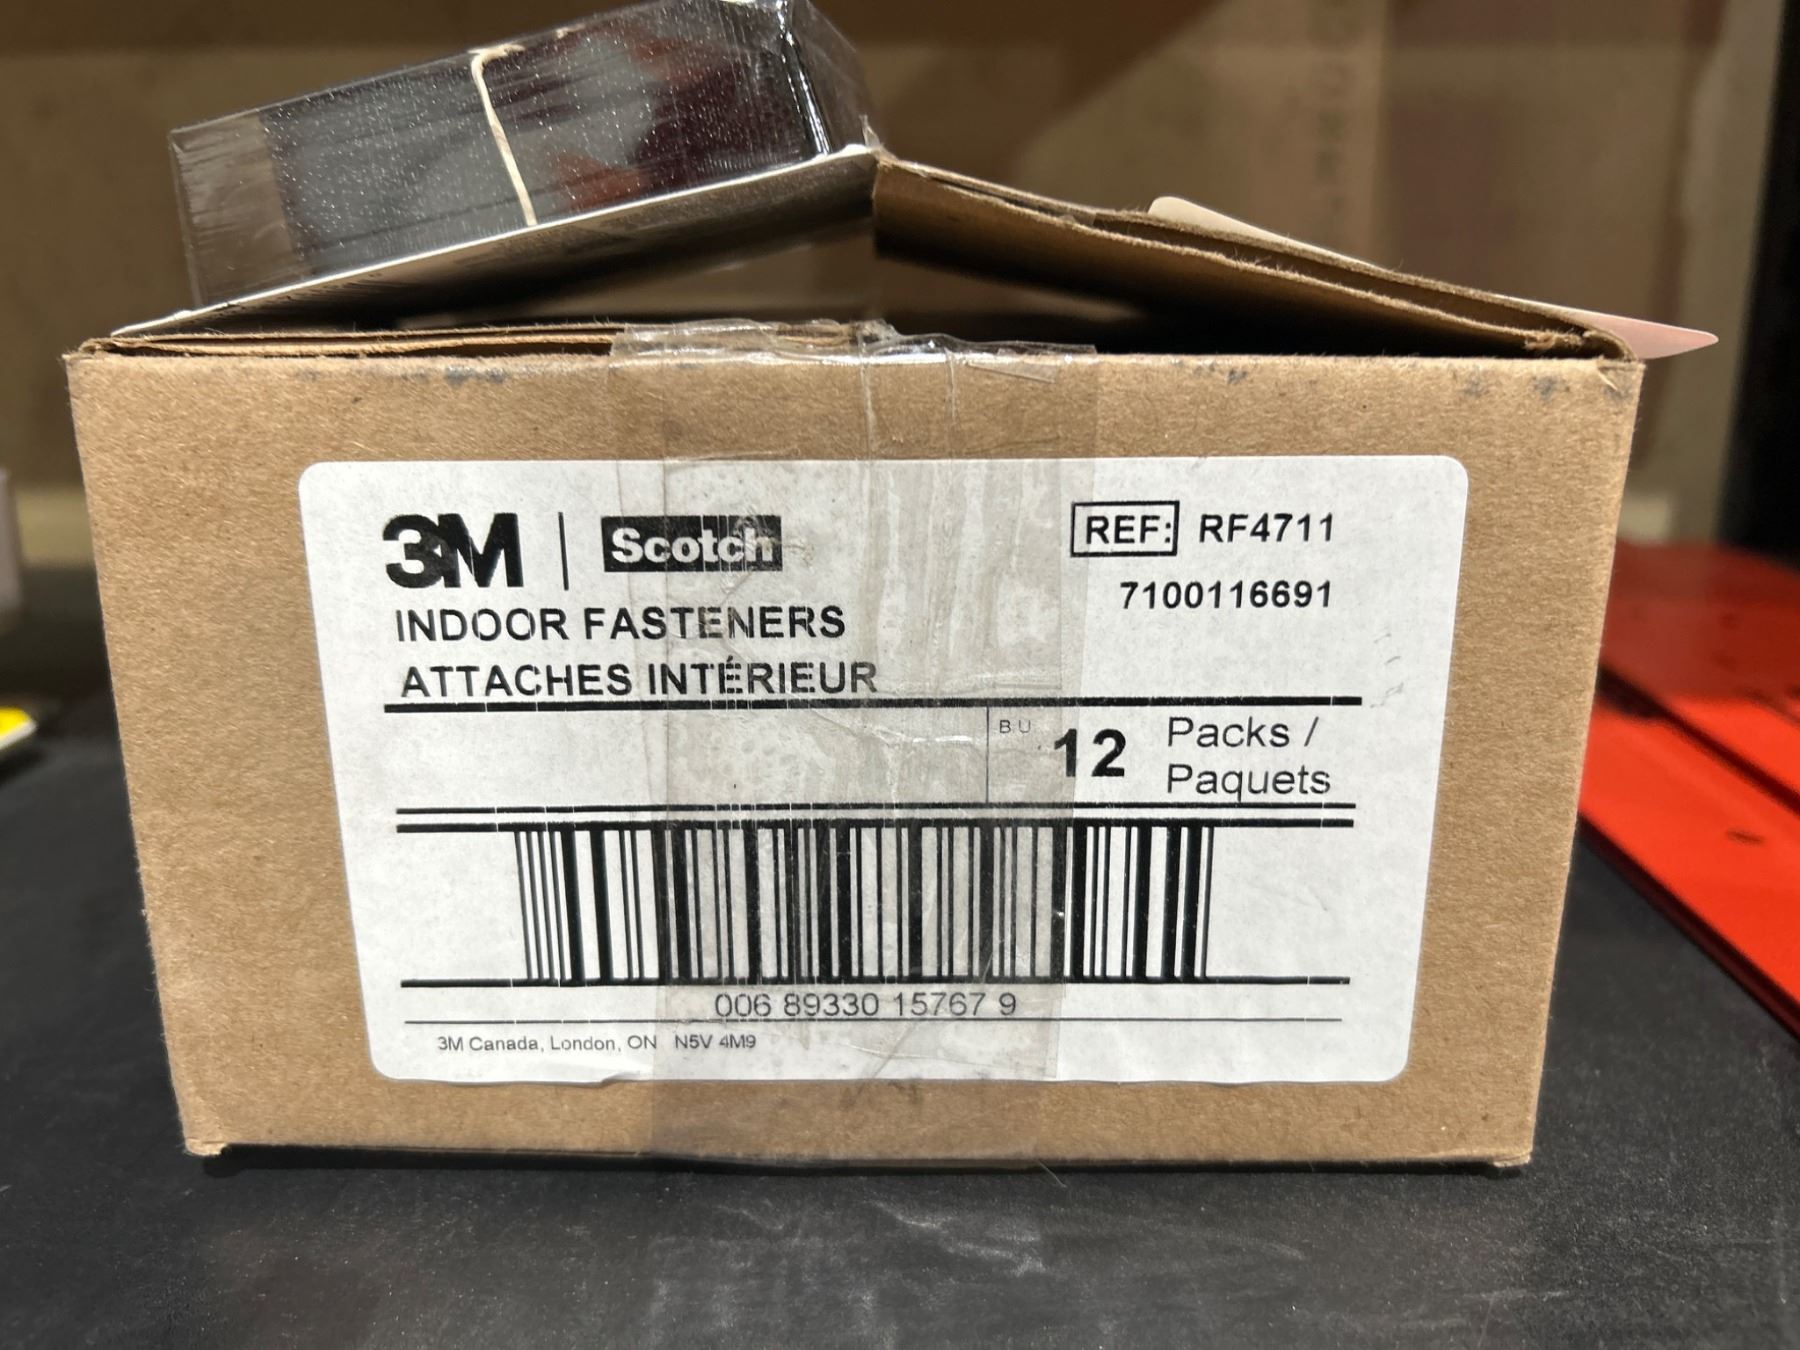 3M | Scotch
REF: RF4711
7100116691
INDOOR FASTENERS
ATTACHES INTÉRIEUR
BU 12 Packs /
Paquets
006 89330 15767 9
3M Canada, London, ON N5V 4M9